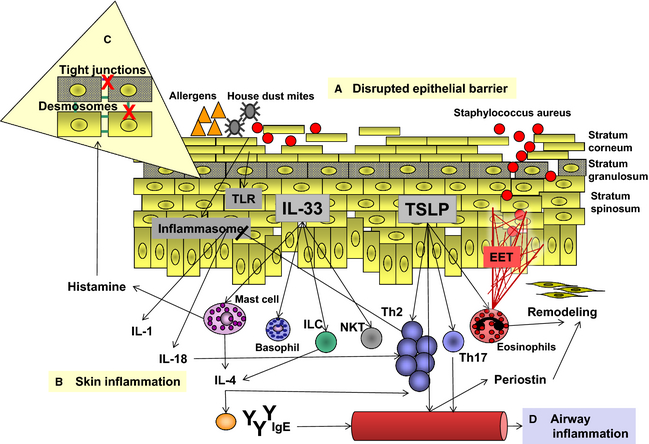 C
Tight junctions
Desmosomes
A Disrupted epithelial barrier
Allergens
House dust mites
Staphylococcus aureus
Stratum
corneum
Stratum
granulosum
Stratum
spinosum
TLR
IL-33
TSLP
Inflammasome
EET
Histamine
Mast cell
IL-1
IL-18
Basophil
ILC
NKT
Th2
Th17
Eosinophils
Remodeling
B Skin inflammation
IL-4
Periostin
Y Y Y IgE
D Airway
inflammation